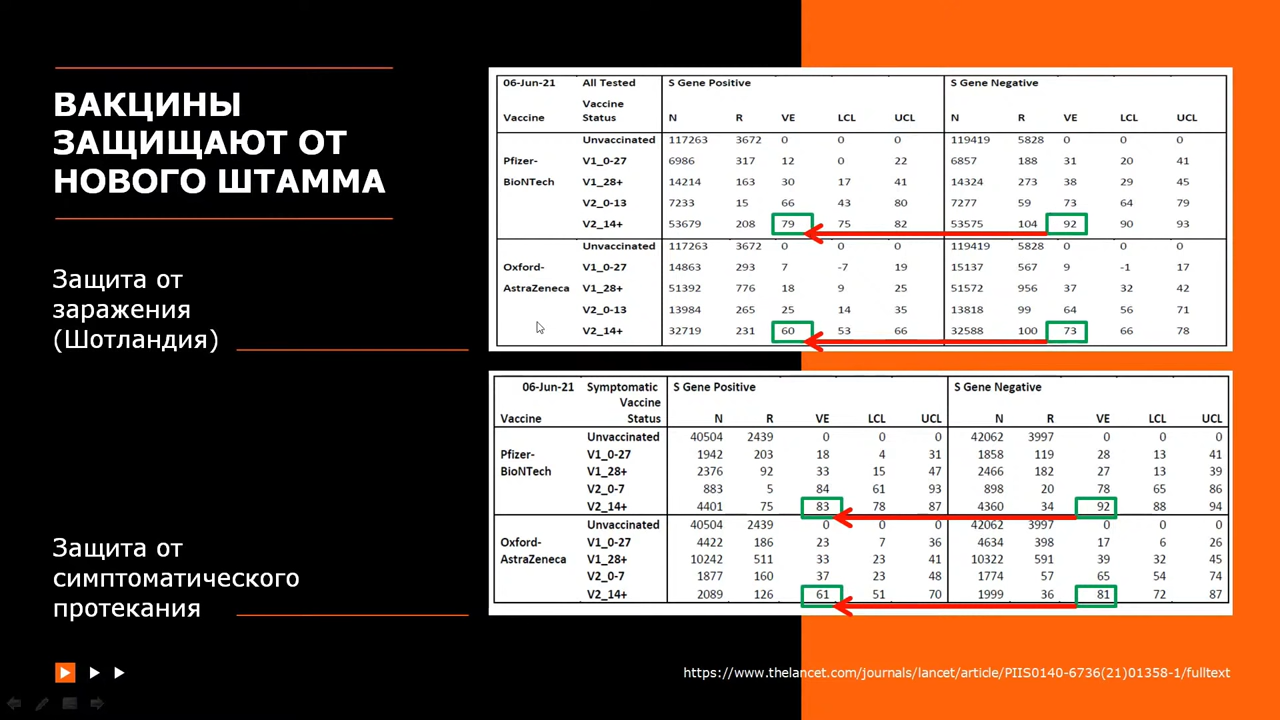 ВАКЦИНЫ
ЗАЩИЩАЮТ ОТ
НОВОГО ШТАММА
Защита от
заражения
(Шотландия)
06-Jun-21 All Tested S Gene Positive S Gene Negative
Vaccine
Vaccine Status N R VE LCL UCL N R VE LCL UCL
Unvaccinated 117263 3672 0 0 0 119419 5828 0 0 0
Pfizer- V1_0-27 6986 317 12 0 22 6857 188 31 20 41
BioNTech V1_28+ 14214 163 30 17 41 14324 273 38 29 45
V2_0-13 7233 15 66 43 80 7277 59 73 64 79
V2_14+ 53679 208 79 75 82 53575 104 92 90 93
Unvaccinated 117263 3672 0 0 0 119419 5828 0 0 0
Oxford- V1_0-27 14863 293 7 -7 19 15137 567 9 -1 17
AstraZeneca V1_28+ 51392 776 18 9 25 51572 956 37 32 42
V2_0-13 13984 265 25 14 35 13818 99 64 56 71
V2_14+ 32719 231 60 53 66 32588 100 73 66 78
Защита от
симптоматического
протекания
06-Jun-21 Symptomatic S Gene Positive S Gene Negative
Vaccine
Vaccine Status N R VE LCL UCL N R VE LCL UCL
Unvaccinated 40504 2439 0 0 0 42062 3997 0 0 0
Pfizer- V1_0-27 1942 203 18 4 31 1858 119 28 13 41
BioNTech V1_28+ 2376 92 33 15 47 2466 182 27 13 39
V2_0-7 883 5 84 61 93 898 20 78 65 86
V2_14+ 4401 75 83 78 87 4360 34 92 88 94
Unvaccinated 40504 2439 0 0 0 42062 3997 0 0 0
Oxford- V1_0-27 4422 186 23 7 36 4634 398 17 6 26
AstraZeneca V1_28+ 10242 511 33 23 41 10322 591 39 32 45
V2_0-7 1877 160 37 23 48 1774 57 65 54 74
V2_14+ 2089 126 61 51 70 1999 36 81 72 87
https://www.thelancet.com/journals/lancet/article/PIIS0140-6736(21)01358-1/fulltext